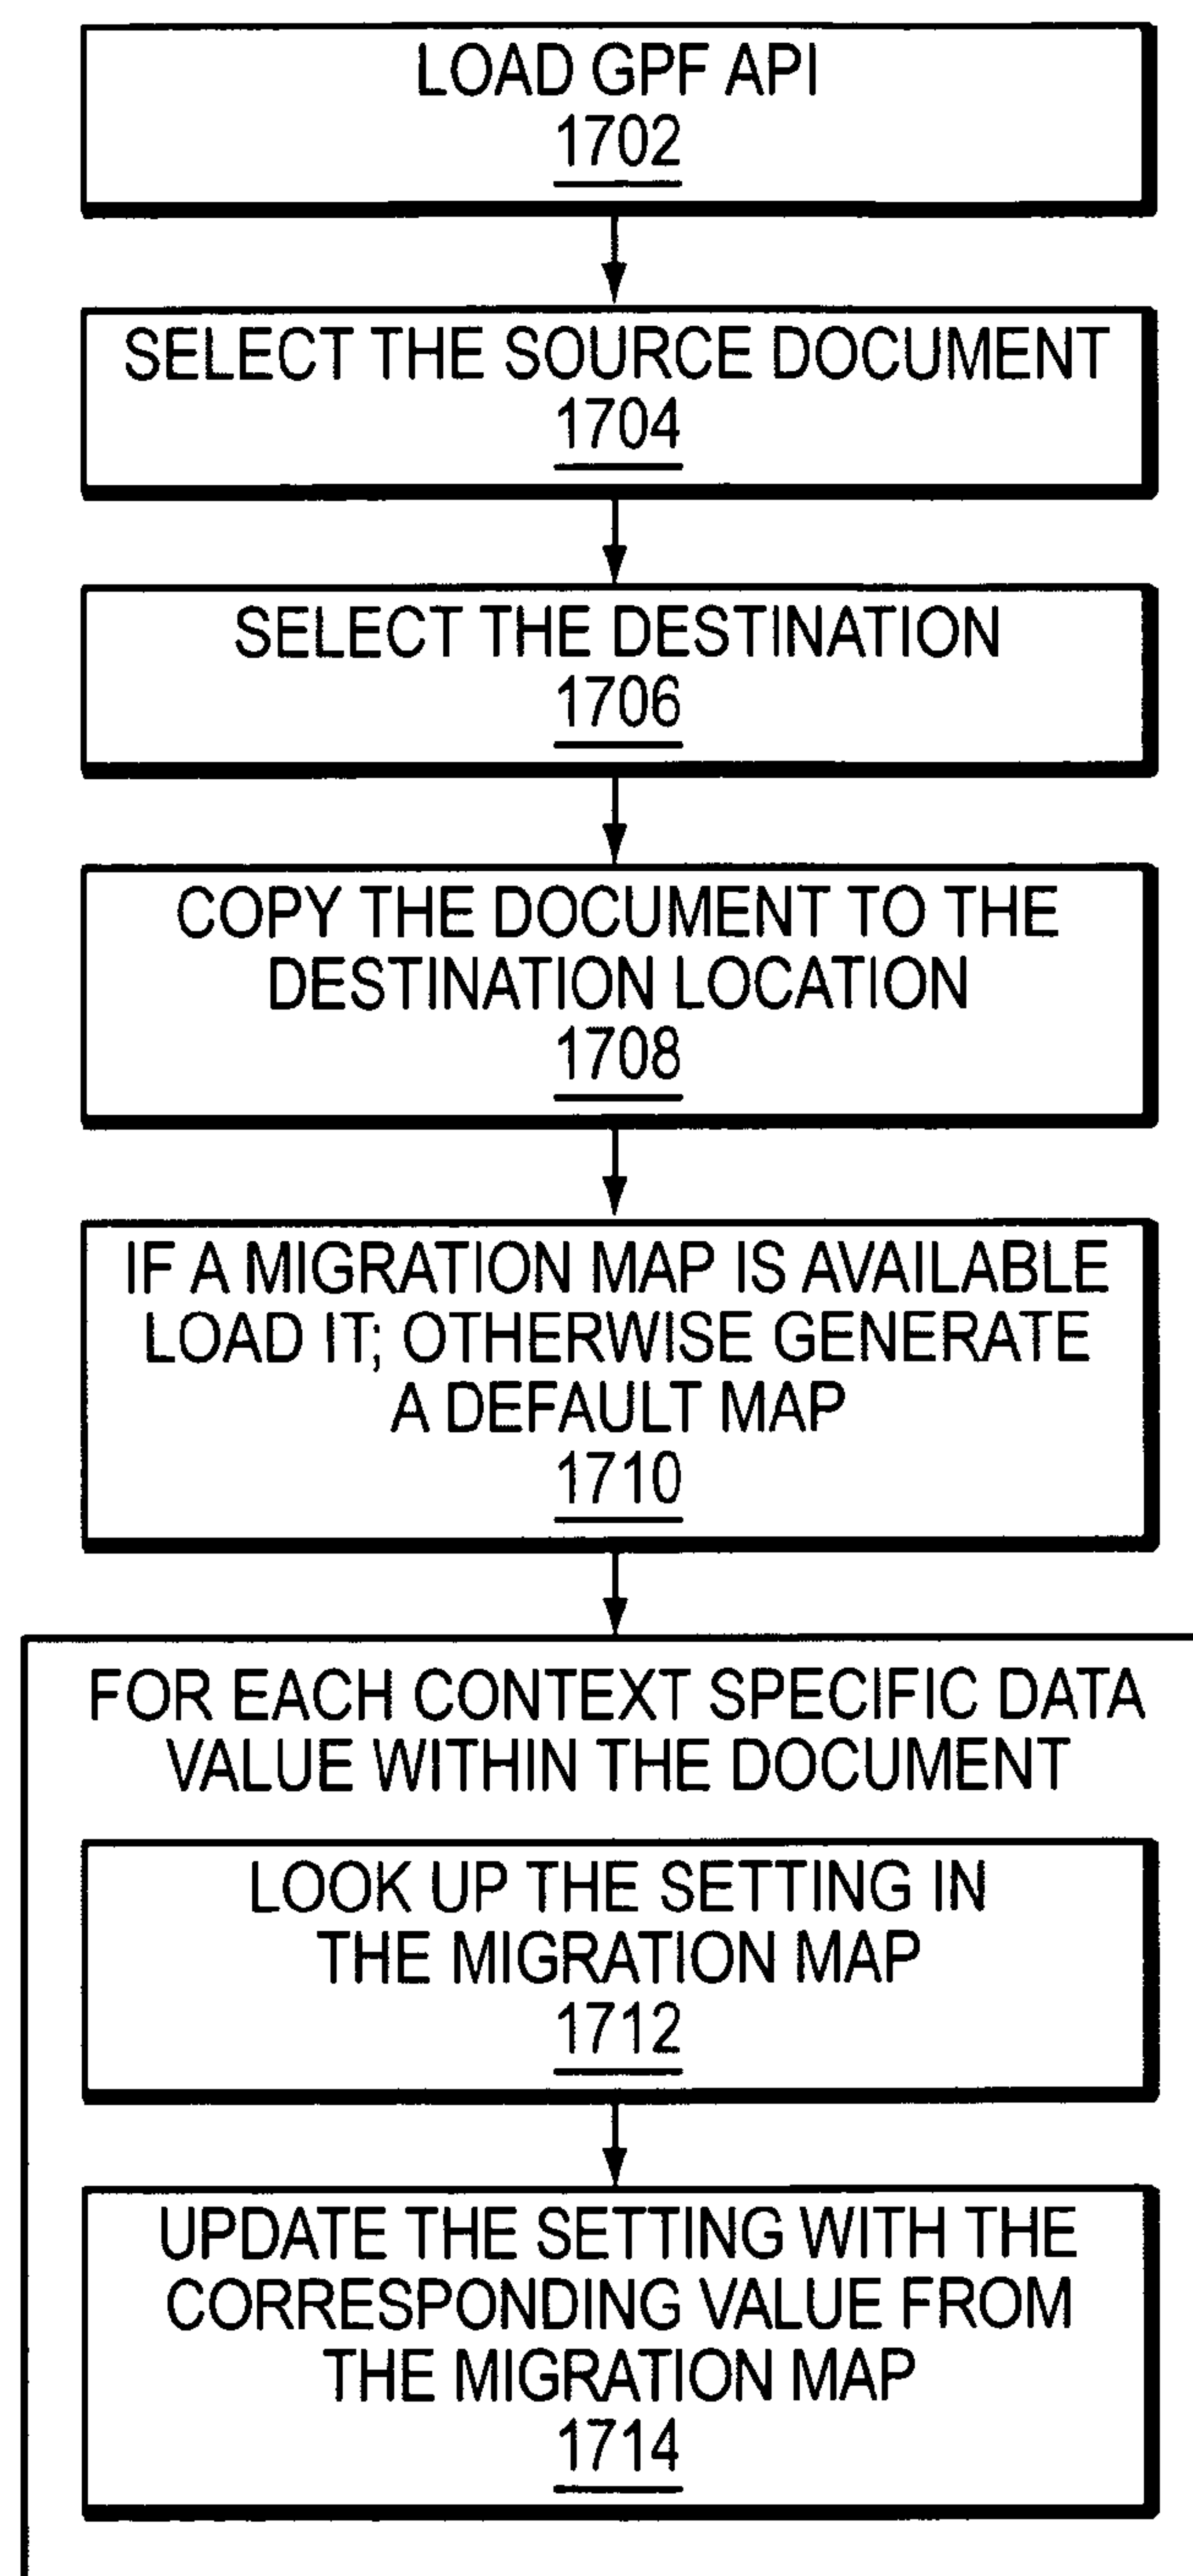 LOAD GPF API
1702
SELECT THE SOURCE DOCUMENT
1704
SELECT THE DESTINATION
1706
COPY THE DOCUMENT TO THE
DESTINATION LOCATION
1708
IF A MIGRATION MAP IS AVAILABLE
LOAD IT; OTHERWISE GENERATE
A DEFAULT MAP
1710
FOR EACH CONTEXT SPECIFIC DATA
VALUE WITHIN THE DOCUMENT
LOOK UP THE SETTING IN
THE MIGRATION MAP
1712
UPDATE THE SETTING WITH THE
CORRESPONDING VALUE FROM
THE MIGRATION MAP
1714